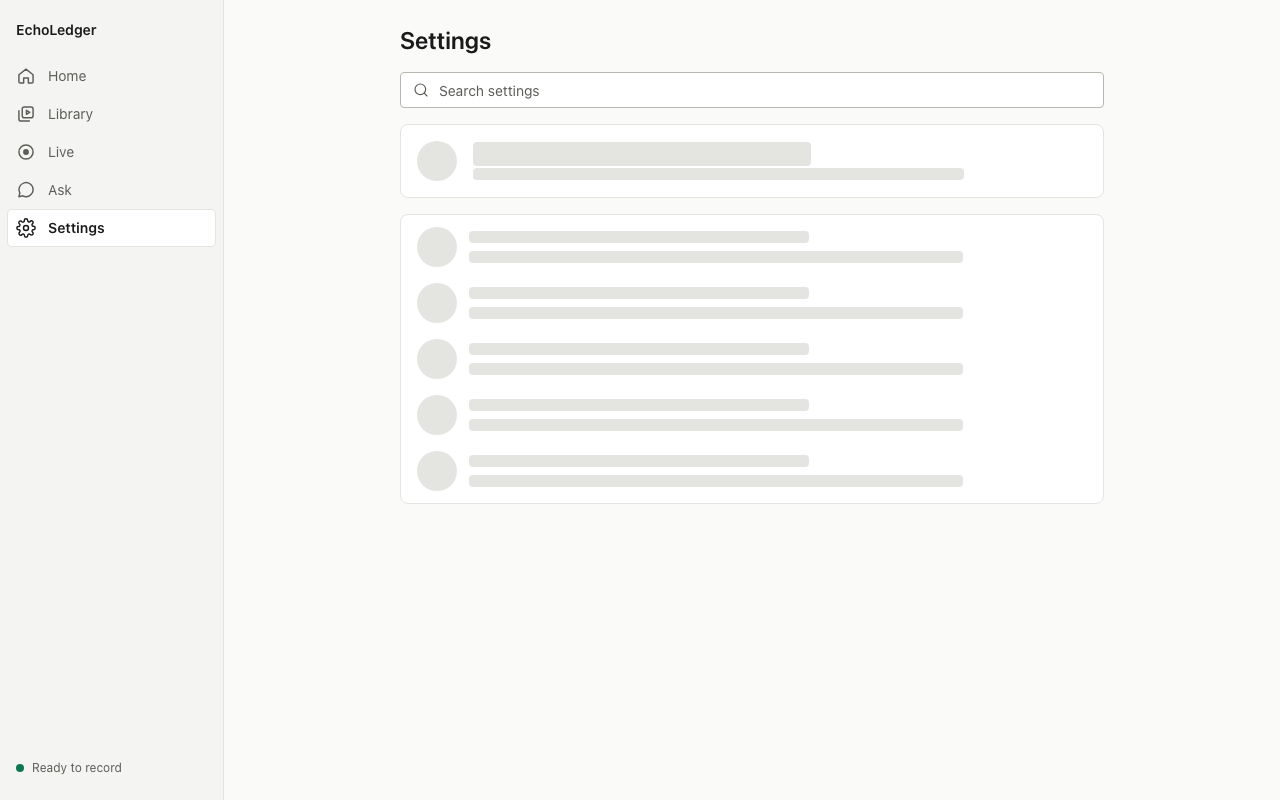 EchoLedger
Home
Library
Live
Ask
Settings
Ready to record
Settings
Search settings